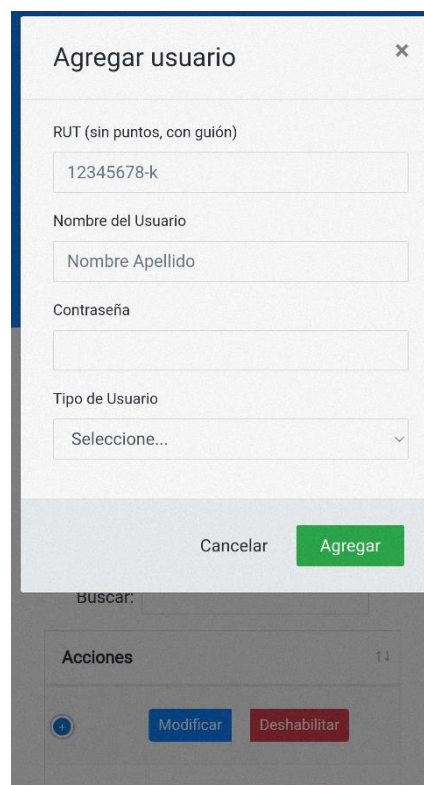 Agregar usuario
×
RUT (sin puntos, con guión)
12345678-k
Nombre del Usuario
Nombre Apellido
Contraseña
Tipo de Usuario
Seleccione...
Cancelar
Agregar
Buscar:
Acciones
Modificar
Deshabilitar